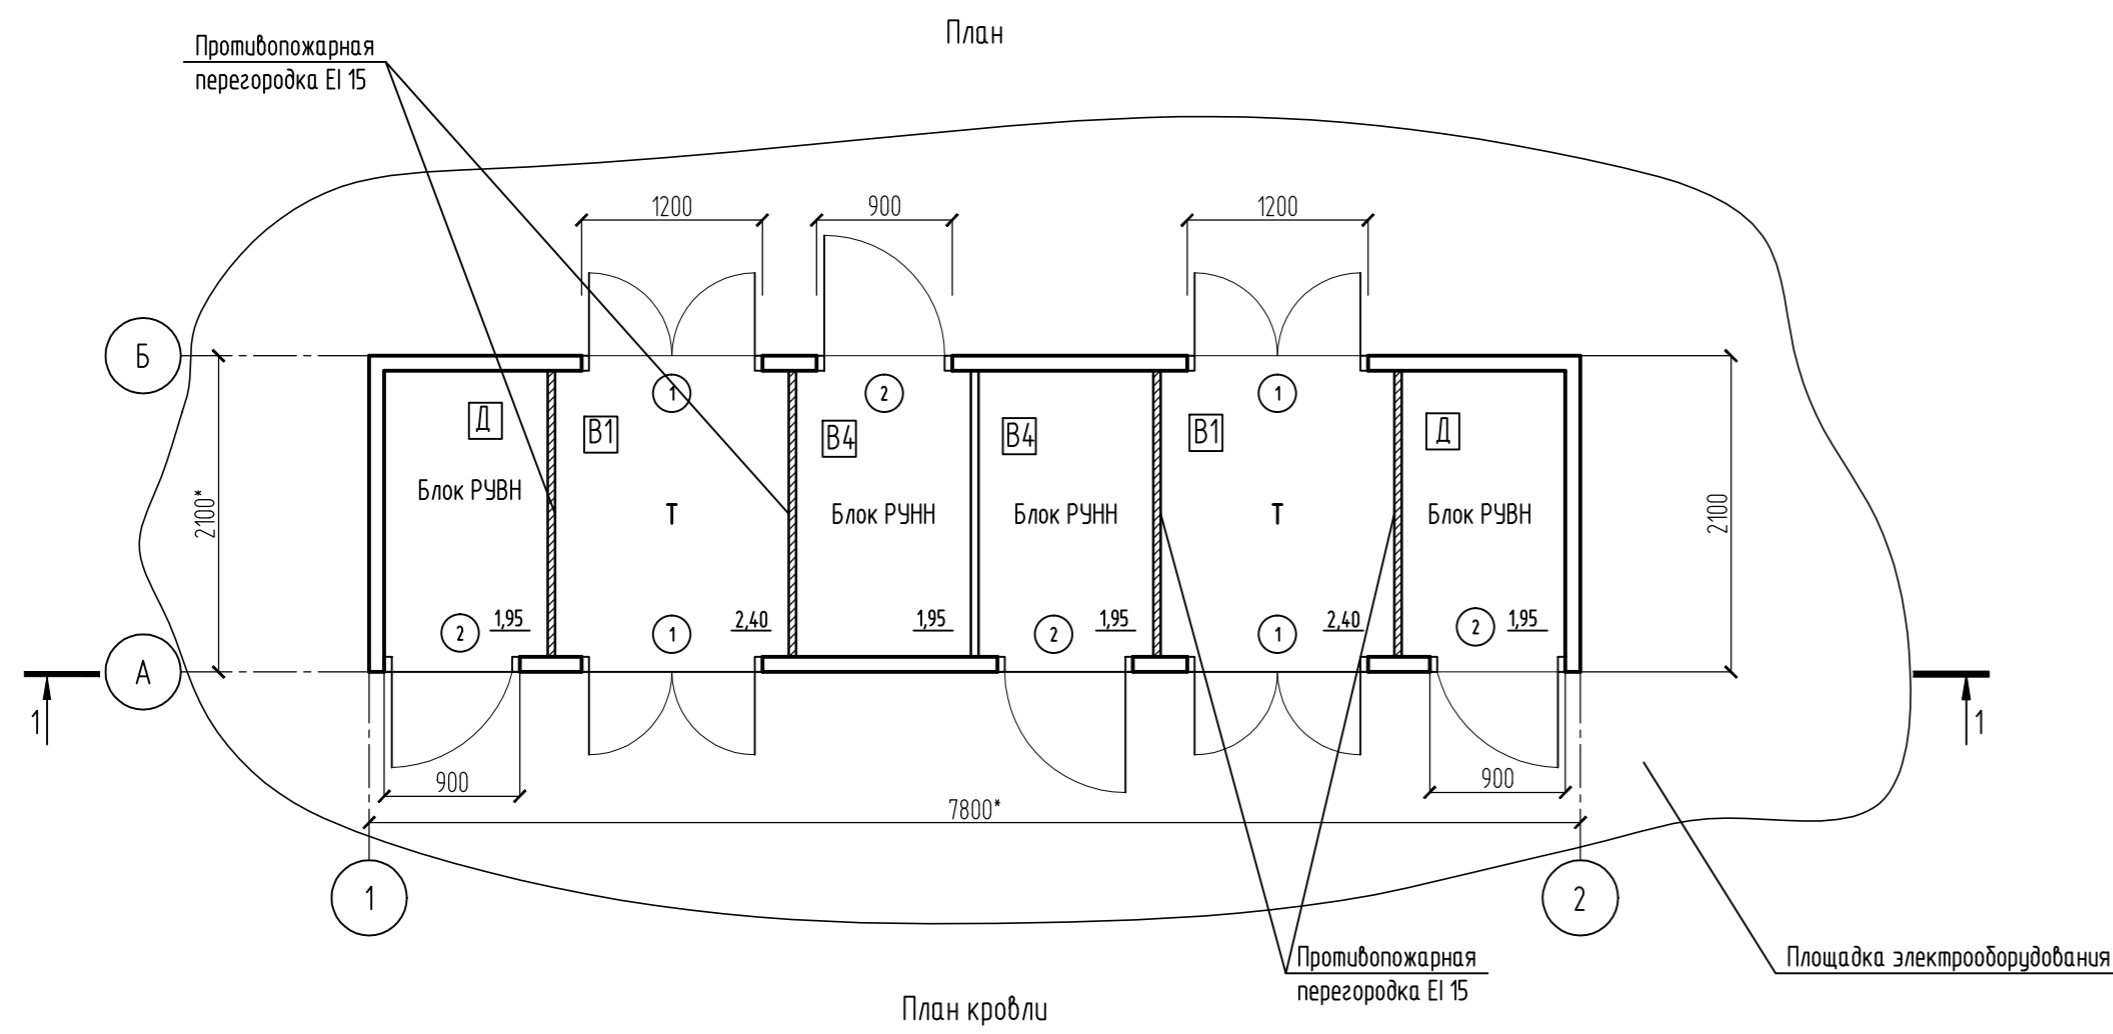 План
Противопожарная
перегородка EI 15
1200
900
1200
Б
1
2
1
Д
В1
В4
В4
В1
Д
2100*
Блок РУВН
Т
Блок РУНН
Блок РУНН
Т
Блок РУВН
2100
2
1,95
1
2,40
1,95
2
1,95
1
2,40
2
1,95
А
1
1
900
7800*
900
1
2
Противопожарная
перегородка EI 15
Площадка электрооборудования
План кровли